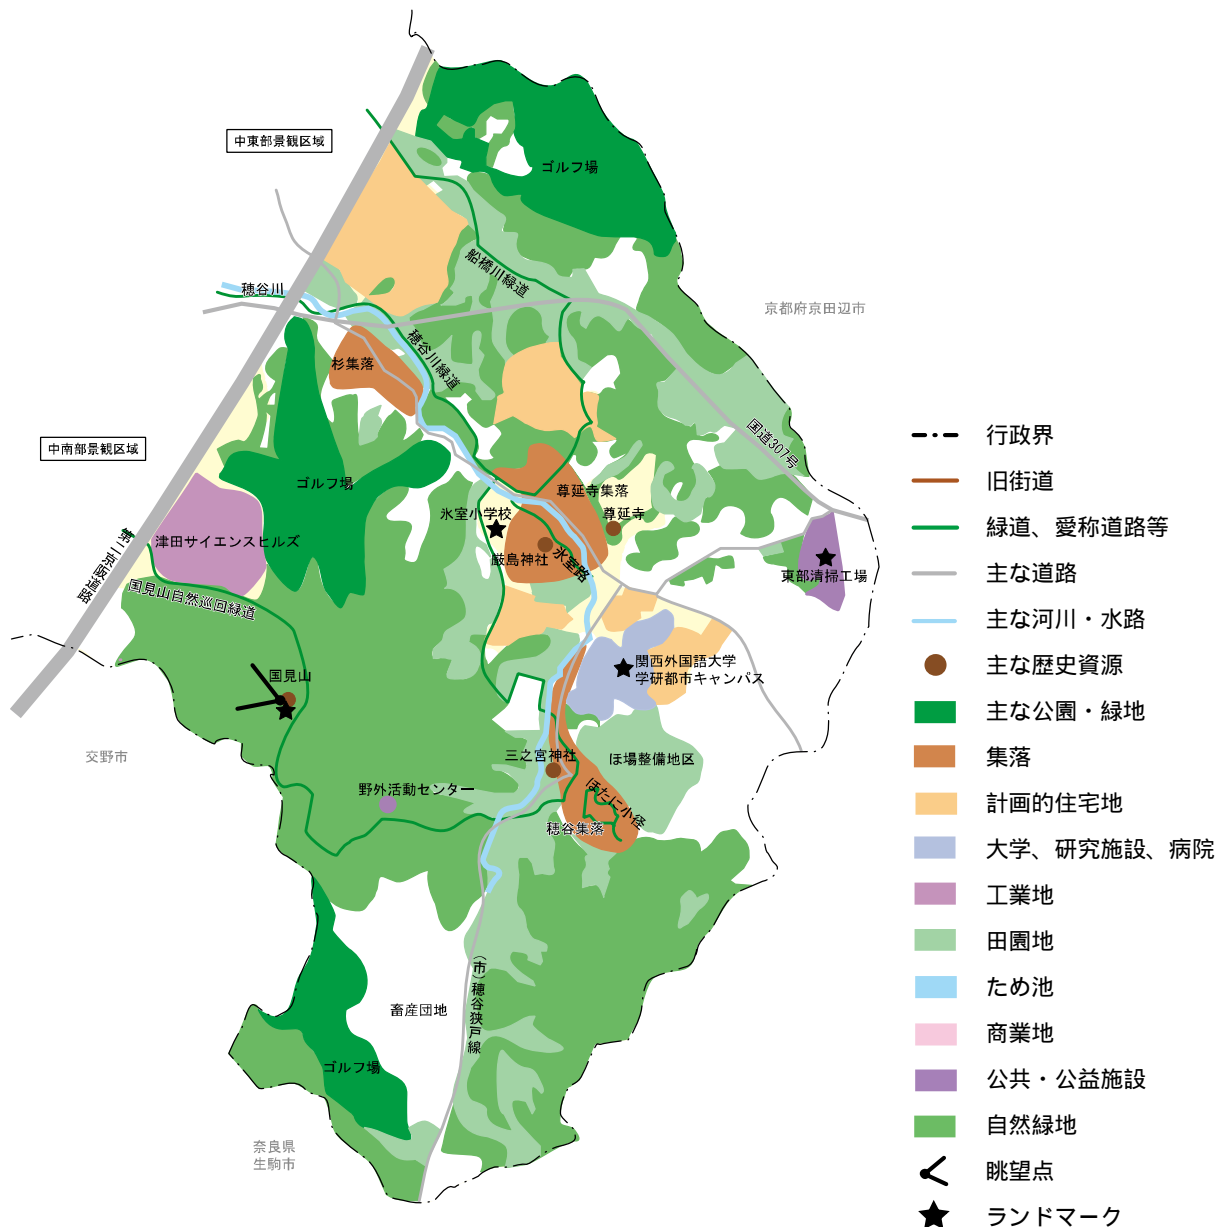 中東部景観区域
ゴルフ場
船橋川緑道
穂谷川
京都府京田辺市
穂谷川緑道
杉集落
中南部景観区域
国道307号
ゴルフ場
尊延寺集落
氷室小学校
尊延寺
津田サイエンスヒルズ
厳島神社
氷室路
第二京阪道路
東部清掃工場
国見山自然巡回緑道
関西外国語大学
学研都市キャンパス
国見山
交野市
三之宮神社
ほ場整備地区
野外活動センター
ほたに小径
穂谷集落
(市)穂谷狭戸線
畜産団地
ゴルフ場
奈良県
生駒市
行政界
旧街道
緑道、愛称道路等
主な道路
主な河川・水路
主な歴史資源
主な公園・緑地
集落
計画的住宅地
大学、研究施設、病院
工業地
田園地
ため池
商業地
公共・公益施設
自然緑地
眺望点
ランドマーク